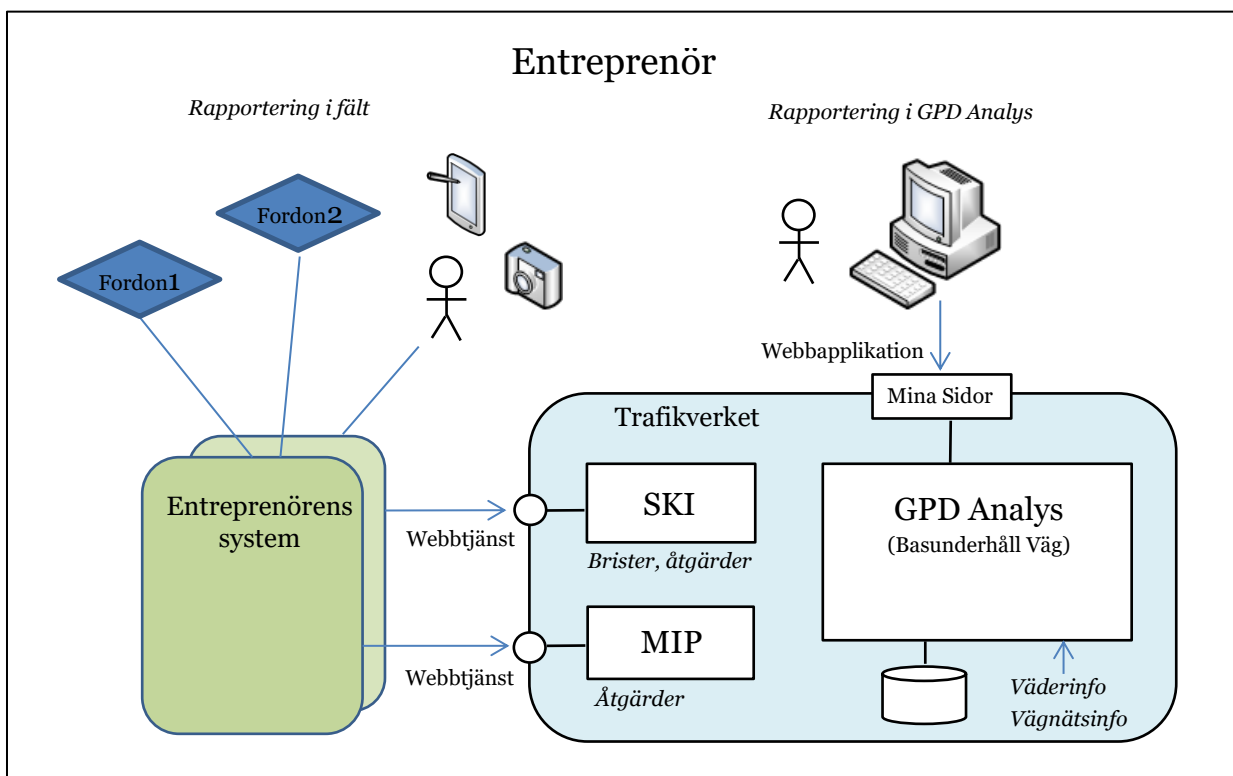 Entreprenör
Rapportering i fält
Rapportering i GPD Analys
Fordon2
Fordon1
Webbapplikation
Mina Sidor
Trafikverket
Entreprenörens
system
Webbtjänst
SKI
Brister, åtgärder
GPD Analys
(Basunderhåll Väg)
Webbtjänst
MIP
Åtgärder
Väderinfo
Vägnätsinfo